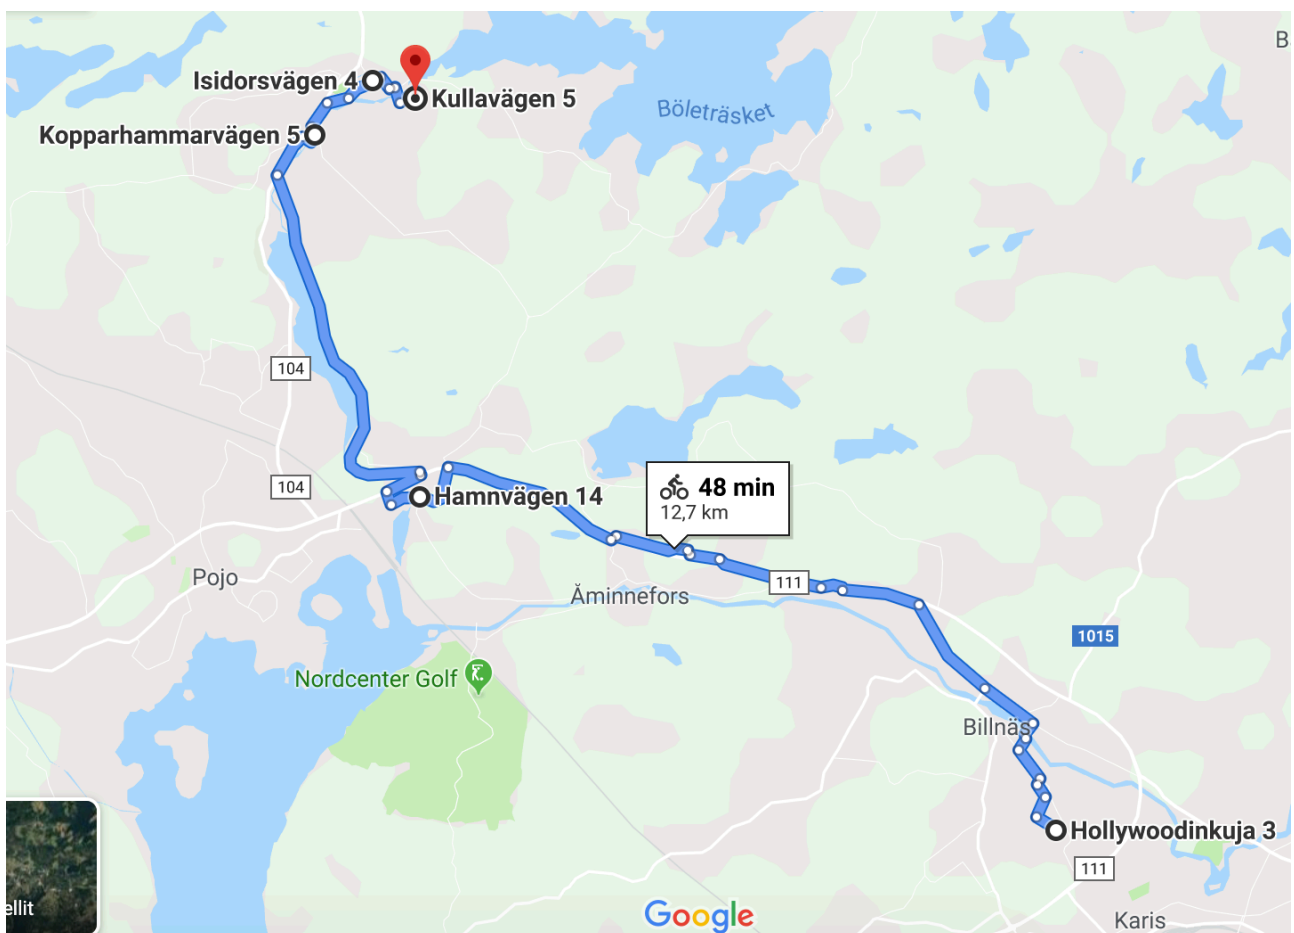 Isidorsvägen 4
Kullavägen 5
Kopparhammarvägen 5
Böleträsket
104
104
Hamnvägen 14
48 min
12,7 km
111
Pojo
Åminnefors
1015
Nordcenter Golf
Billnäs
Hollywoodinkuja 3
111
ellit
Google
Karis